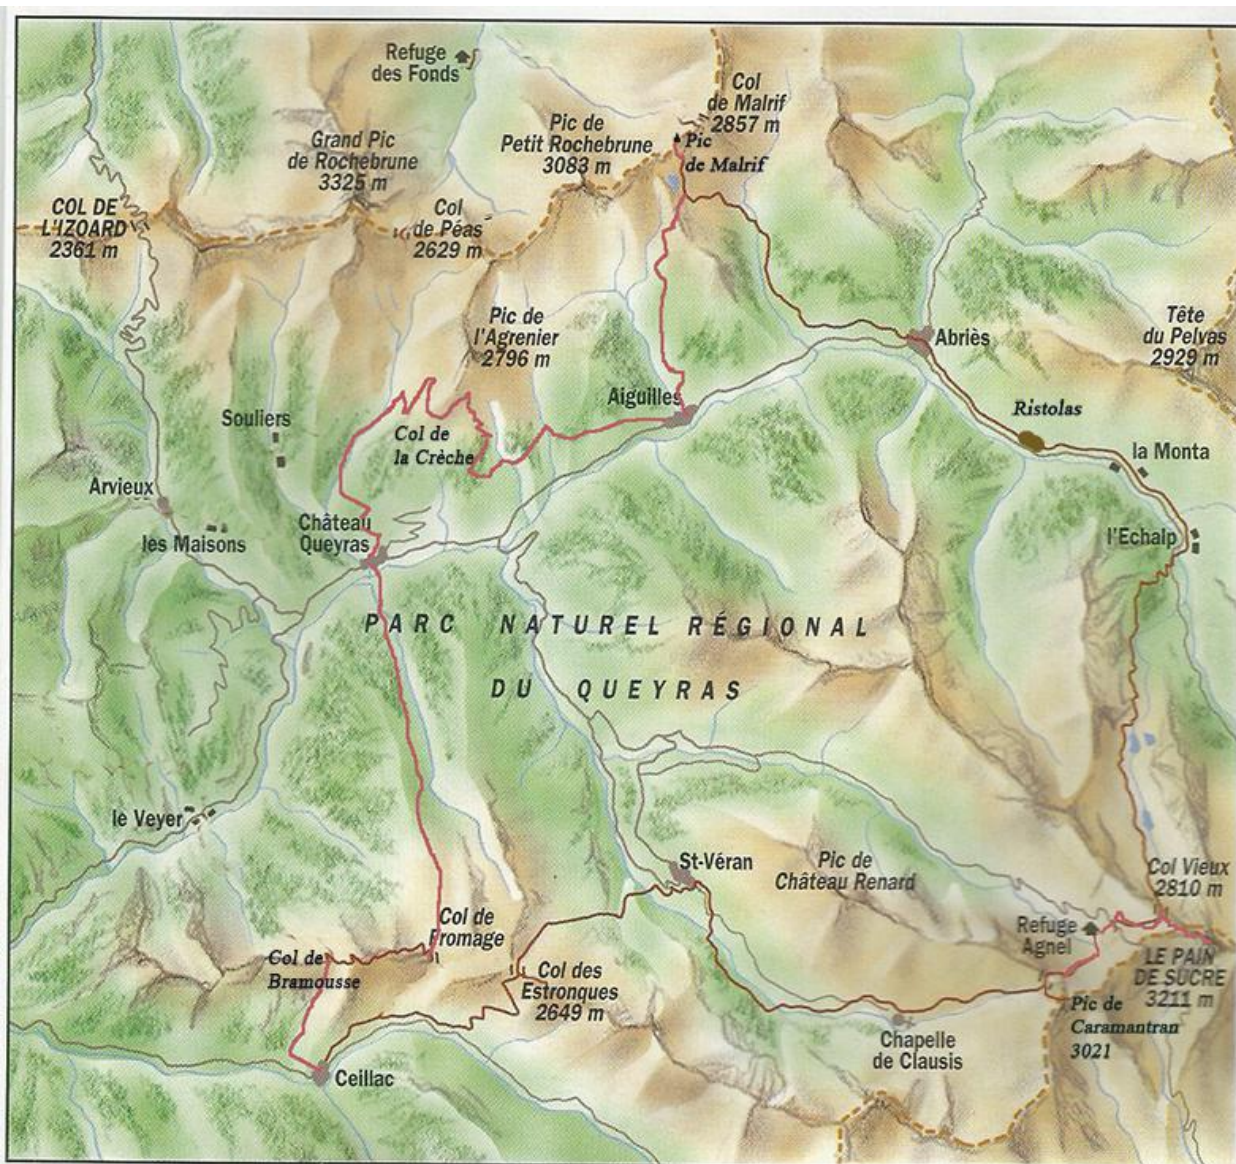 Refuge
des Fonds
Col
de Malrif
2857 m
Pic de
Petit Rochebrune
3083 m
Pic
de Malrif
Grand Pic
de Rochebrune
3325 m
COL DE
L'IZOARD
2361 m
Col
de Péas
2629 m
Pic de
l'Agrenier
2796 m
Tête
du Pelvas
2929 m
Abriès
Aiguilles
Ristolas
Souliers
Col de
la Crèche
la Monta
Arvieux
Château
Queyras
les Maisons
l'Echalp
PARC NATUREL RÉGIONAL
DU QUEYRAS
le Veyer
St-Véran
Pic de
Château Renard
Col Vieux
2810 m
Col de
Fromage
Refuge
Agnel
Col de
Bramousse
LE PAIN
DE SUCRE
3211 m
Col des
Estronques
2649 m
Pic de
Caramantran
3021
Chapelle
de Clausis
Ceillac